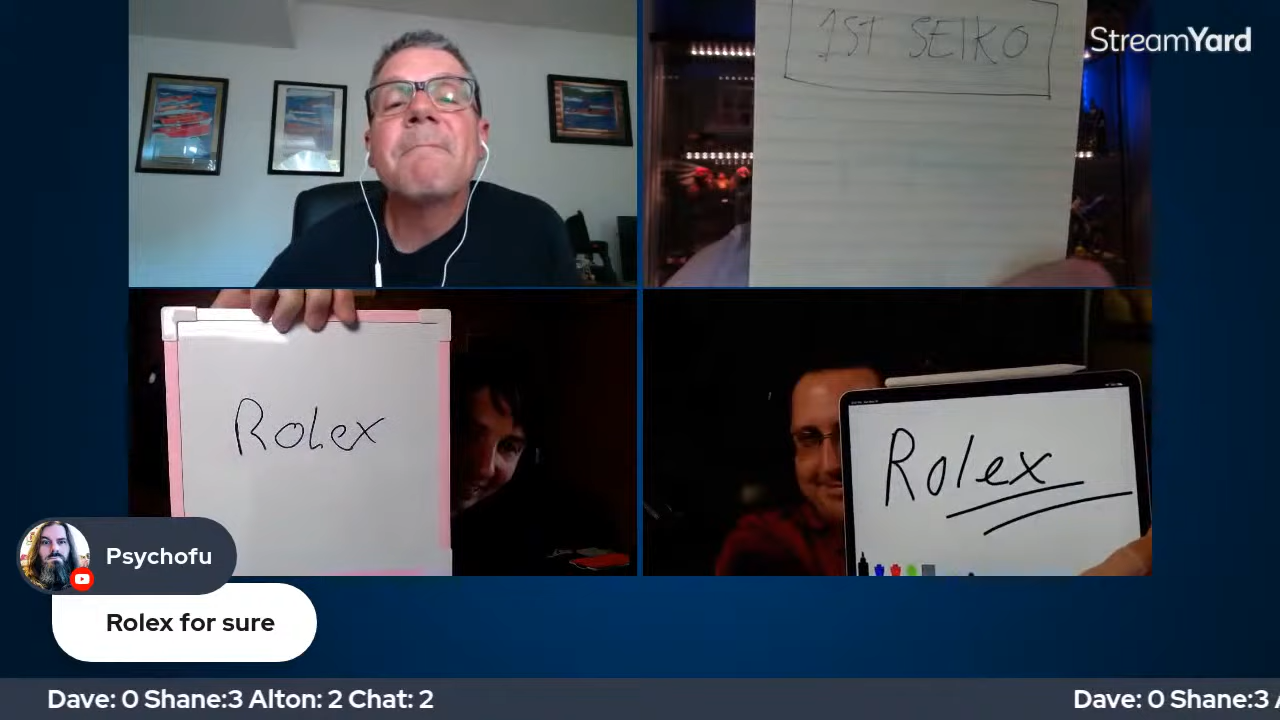 1ST SEIKO
StreamYard
Rolex
Rolex
Psychofu
Rolex for sure
Dave: 0 Shane:3 Alton: 2 Chat: 2
Dave: 0 Shane:3